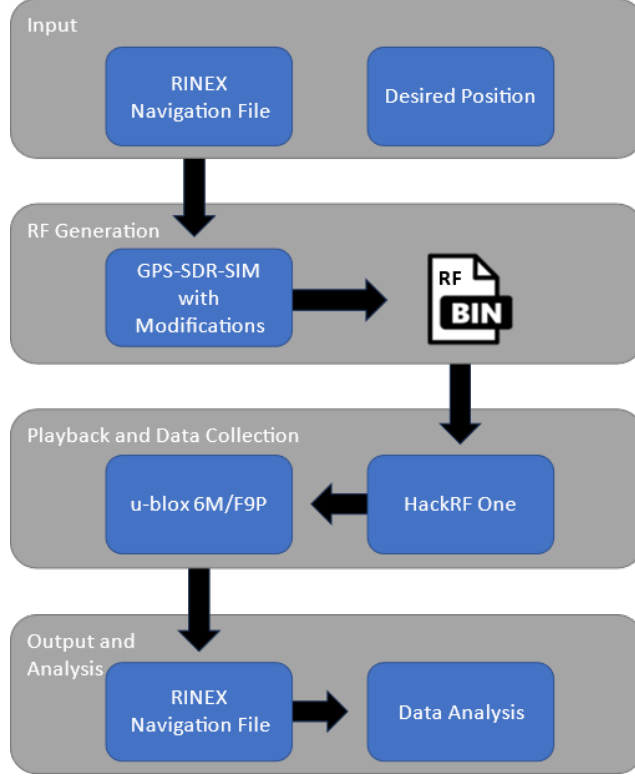 Input
RINEX
Navigation File
Desired Position
RF Generation
GPS-SDR-SIM
with
Modifications
RF
BIN
Playback and Data Collection
u-blox 6M/F9P
HackRF One
Output and
Analysis
RINEX
Navigation File
Data Analysis